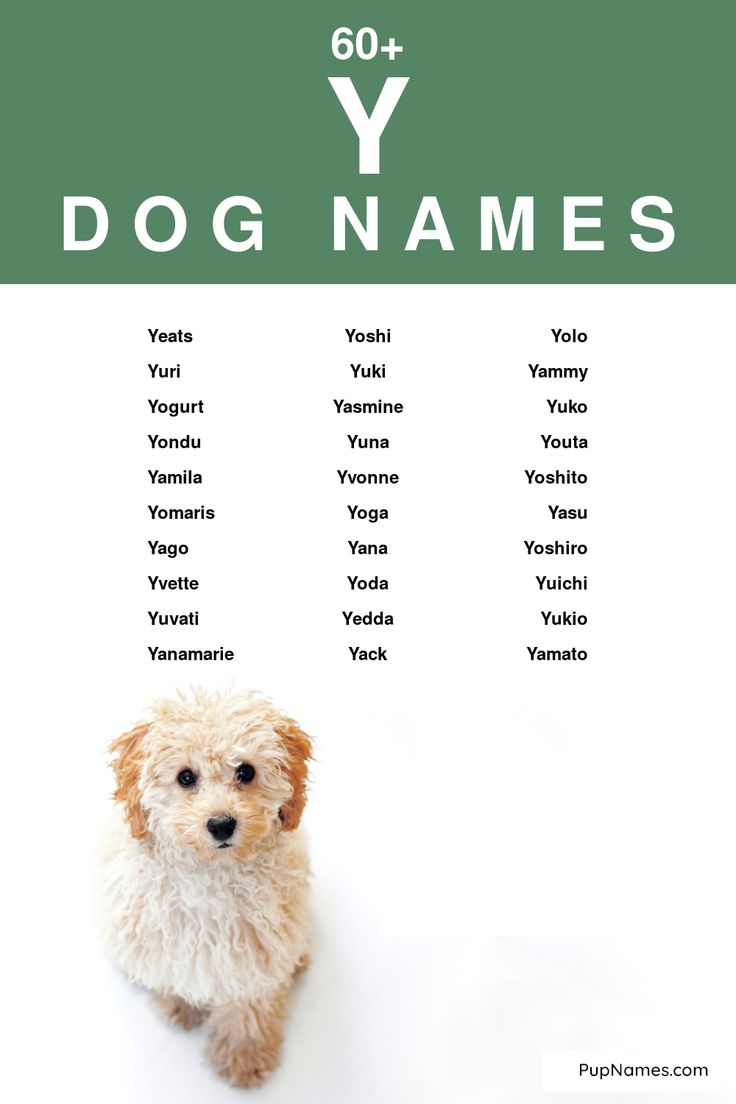 60+
Y
DOG NAMES
Yeats Yoshi Yolo
Yuri Yuki Yammy
Yogurt Yasmine Yuko
Yondu Yuna Youta
Yamila Yvonne Yoshito
Yomaris Yoga Yasu
Yago Yana Yoshiro
Yvette Yoda Yuichi
Yuvati Yedda Yukio
Yanamarie Yack Yamato
PupNames.com